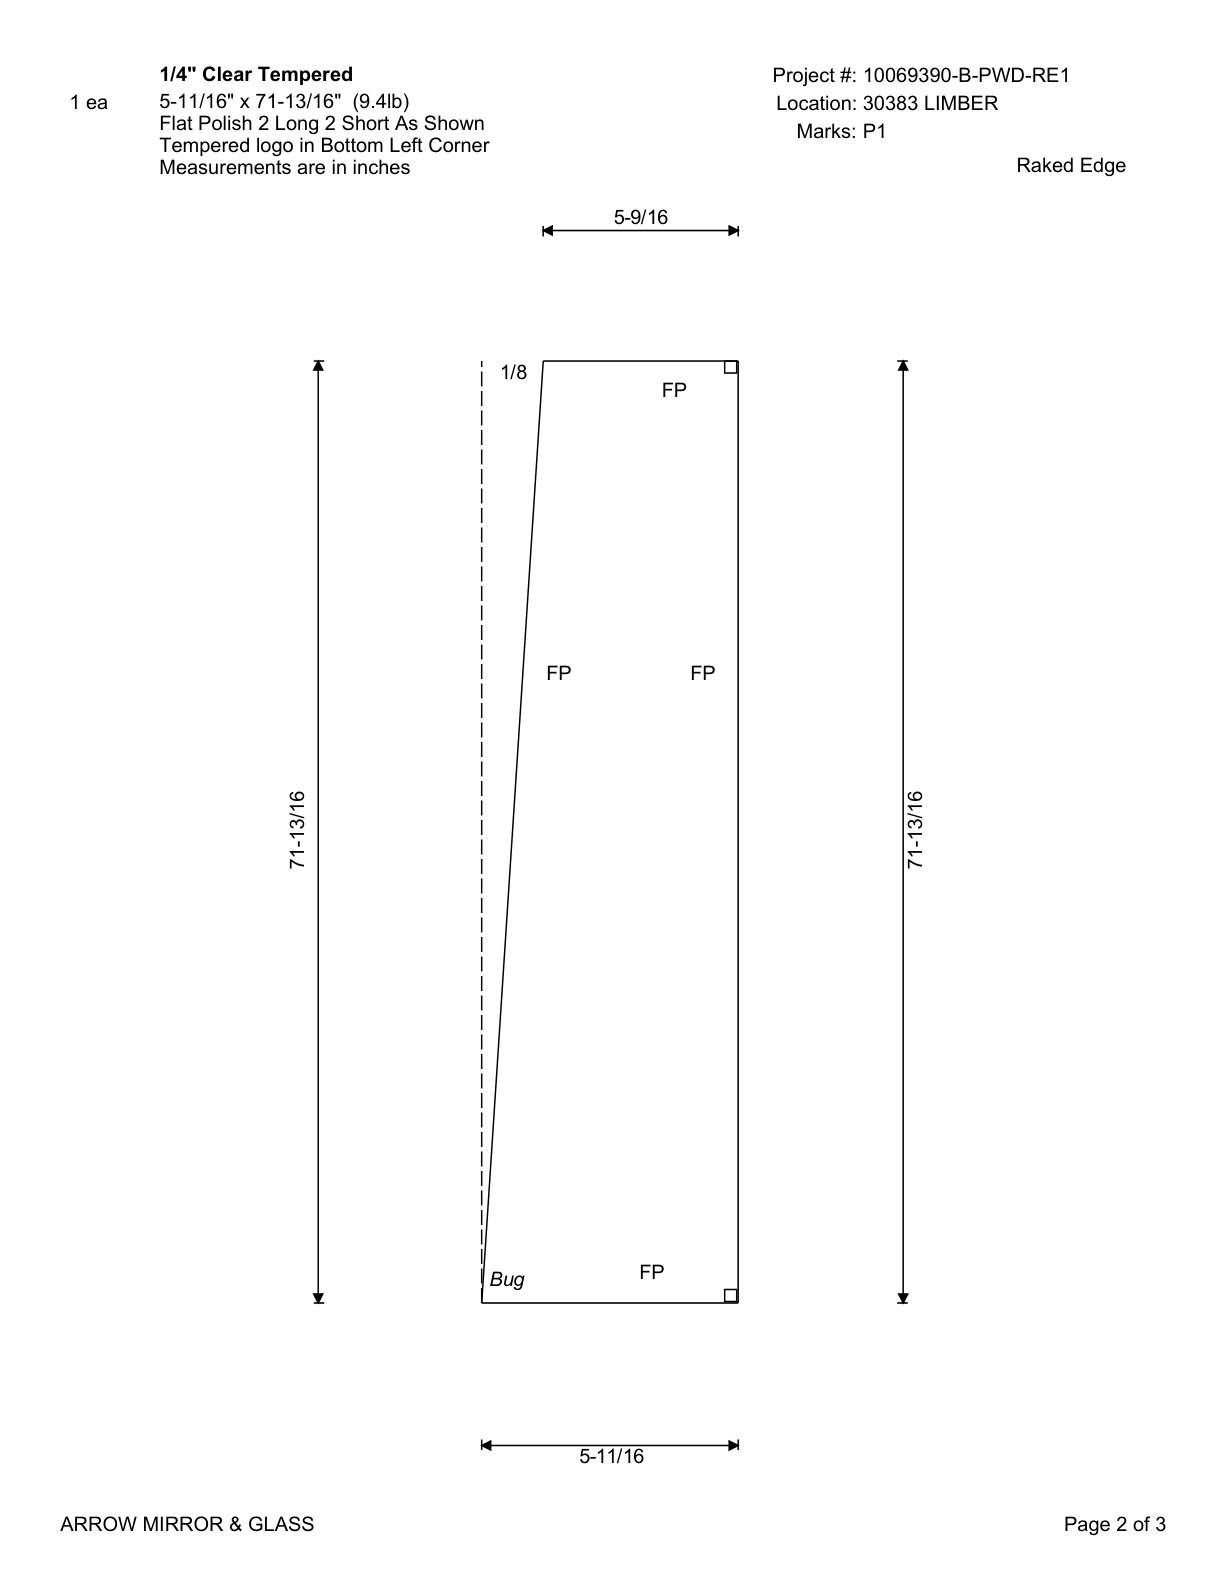 1/4" Clear Tempered
1 ea
5-11/16" x 71-13/16" (9.4lb)
Flat Polish 2 Long 2 Short As Shown
Tempered logo in Bottom Left Corner
Measurements are in inches
Project #: 10069390-B-PWD-RE1
Location: 30383 LIMBER
Marks: P1
Raked Edge
5-9/16
1/8
FP
FP
FP
71-13/16
71-13/16
FP
Bug
5-11/16
ARROW MIRROR & GLASS
Page 2 of 3